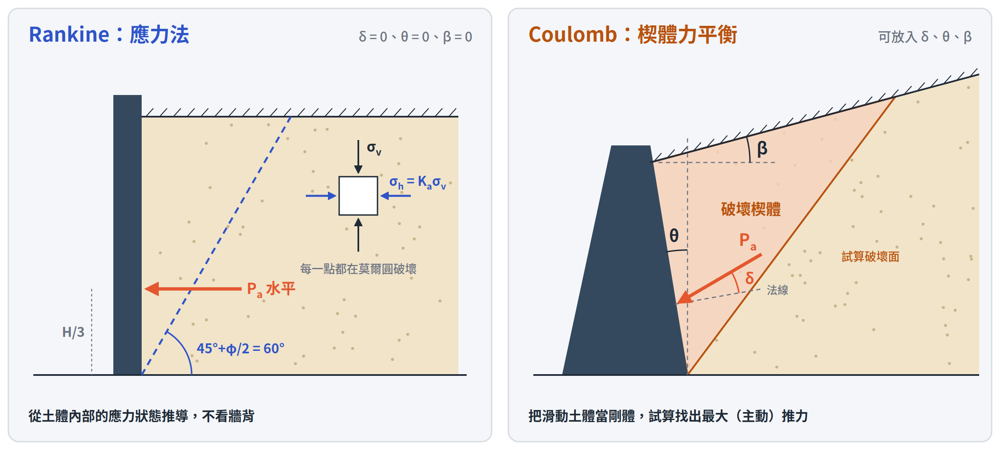 Rankine：應力法
δ = 0、θ = 0、β = 0
σv
σh = Kaσv
每一點都在莫爾圓破壞
Pa 水平
H/3
45°+ϕ/2 = 60°
從土體內部的應力狀態推導，不看牆背
Coulomb：楔體力平衡
可放入 δ、θ、β
β
破壞楔體
θ
Pa
試算破壞面
δ
法線
把滑動土體當剛體，試算找出最大（主動）推力